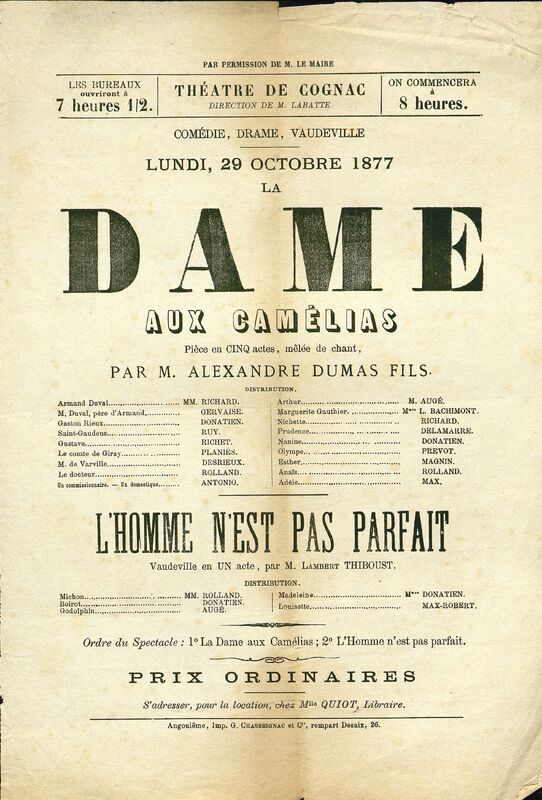 PAR PERMISSION DE M. LE MAIRE
LES BUREAUX
ouvriront à
7 heures 1/2.
THÉATRE DE COGNAC
DIRECTION DE M. LABATTE
ON COMMENCERA
à
8 heures.
COMÉDIE, DRAME, VAUDEVILLE
LUNDI, 29 OCTOBRE 1877
LA
DAME
AUX CAMÉLIAS
Pièce en CINQ actes, mêlée de chant,
PAR M. ALEXANDRE DUMAS FILS.
DISTRIBUTION.
Armand Duval........ MM. RICHARD.
M, Duval, père d'Armand........ GERVAISE.
Gaston Rieux........ DONATIEN.
Saint-Gaudens........ RUY.
Gustave........ RICHET.
Le comte de Giray........ PLANIÈS.
M. de Varville........ DESRIEUX.
Le docteur........ ROLLAND.
Un commissionnaire. — Un domestique........ ANTONIO.
Arthur........ M. AUGÉ.
Marguerite Gauthier........ Mmes L. BACHIMONT.
Nichette........ RICHARD.
Prudence........ DELAMARRE.
Nanine........ DONATIEN.
Olympe........ PREVOT.
Esther........ MAGNIN.
Anaïs........ ROLLAND.
Adèle........ MAX.
L'HOMME N'EST PAS PARFAIT
Vaudeville en UN acte, par M. LAMBERT THIBOUST.
DISTRIBUTION.
Michon........ MM. ROLLAND.
Boirot........ DONATIEN.
Godolphin........ AUGÉ.
Madeleine........ Mmes DONATIEN.
Louisette........ MAX-ROBERT.
Ordre du Spectacle : 1º La Dame aux Camélias ; 2º L'Homme n'est pas parfait.
PRIX ORDINAIRES
S'adresser, pour la location, chez Mlle QUIOT, Libraire.
Angoulême, Imp. G. CHASSEIGNAC et Cie, rempart Desaix, 26.